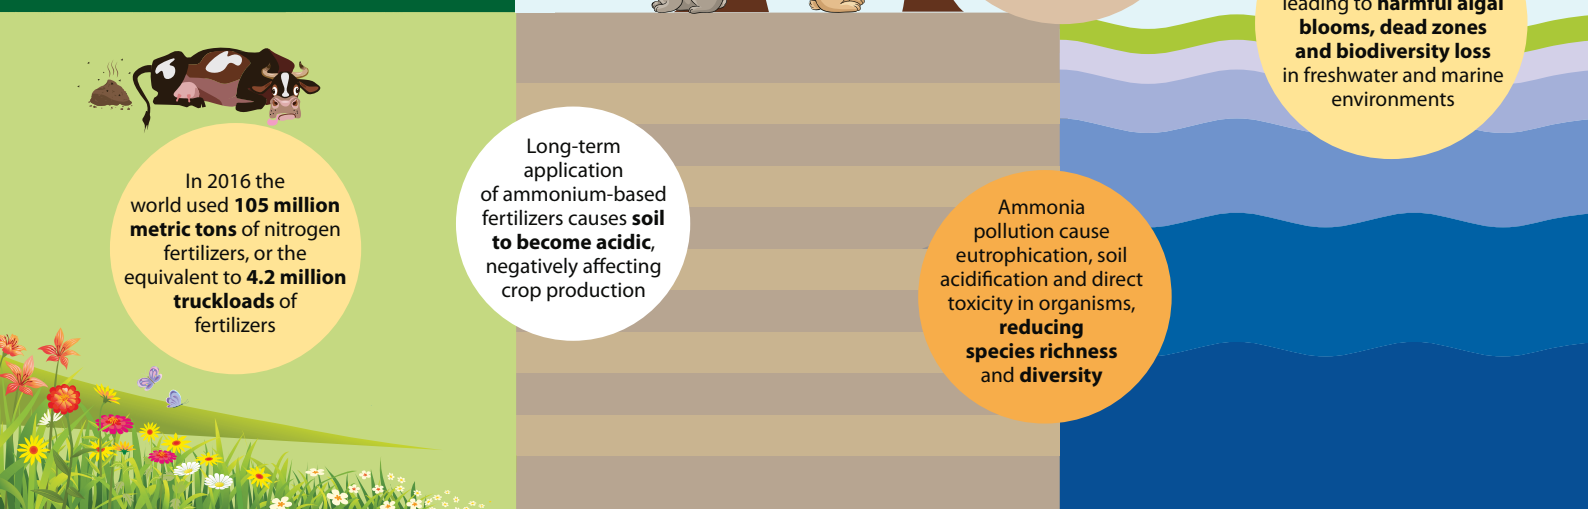 In 2016 the
world used 105 million
metric tons of nitrogen
fertilizers, or the
equivalent to 4.2 million
truckloads of
fertilizers
Long-term
application
of ammonium-based
fertilizers causes soil
to become acidic,
negatively affecting
crop production
Ammonia
pollution cause
eutrophication, soil
acidification and direct
toxicity in organisms,
reducing
species richness
and diversity
leading to harmful algal
blooms, dead zones
and biodiversity loss
in freshwater and marine
environments